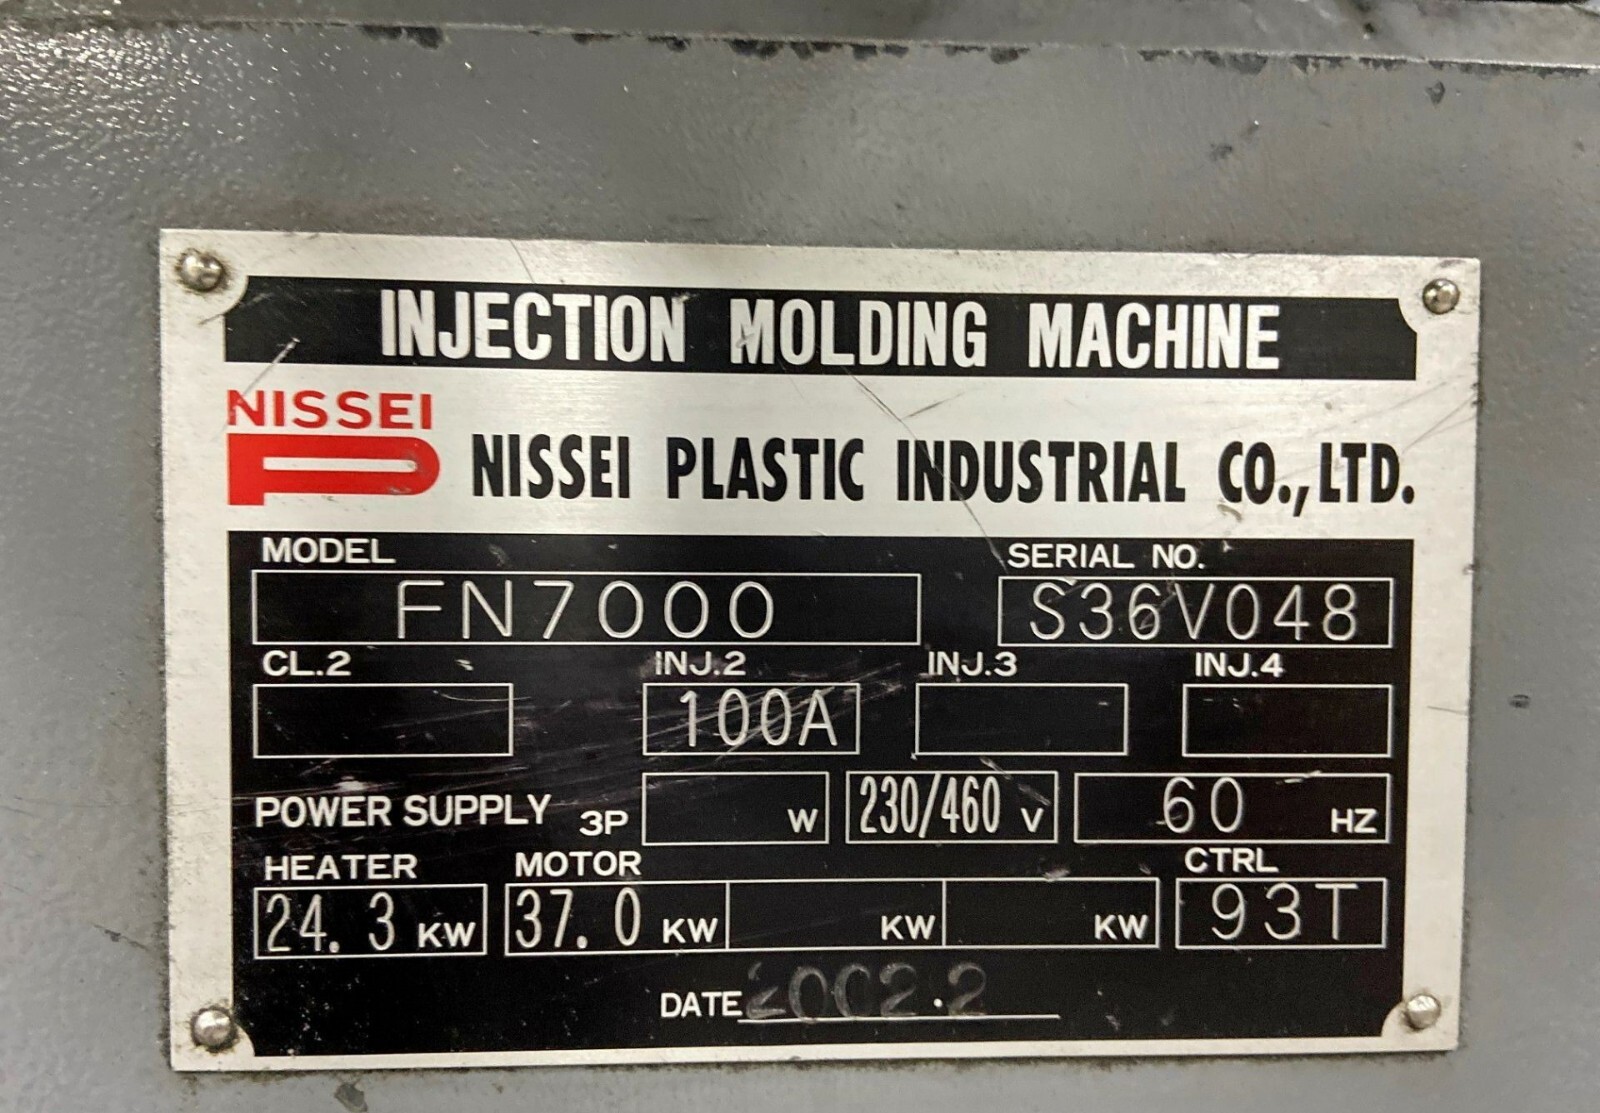 INJECTION MOLDING MACHINE
NISSEI
NISSEI PLASTIC INDUSTRIAL CO., LTD.
MODEL SERIAL NO.
FN7000 S36V048
CL.2 INJ.2 INJ.3 INJ.4
100A
POWER SUPPLY 3P W 230/460 V 60 HZ
HEATER MOTOR CTRL
24.3 KW 37.0 KW KW KW 93T
DATE 2002.2